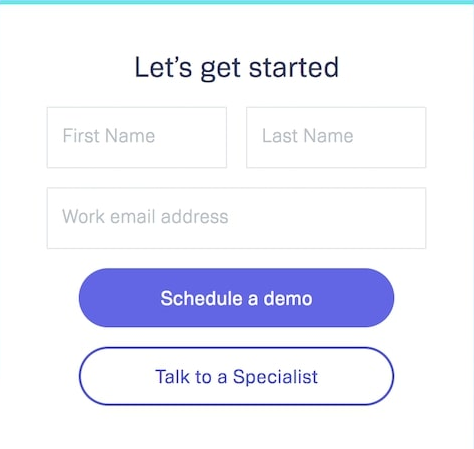 Let’s get started
First Name Last Name
Work email address
Schedule a demo
Talk to a Specialist